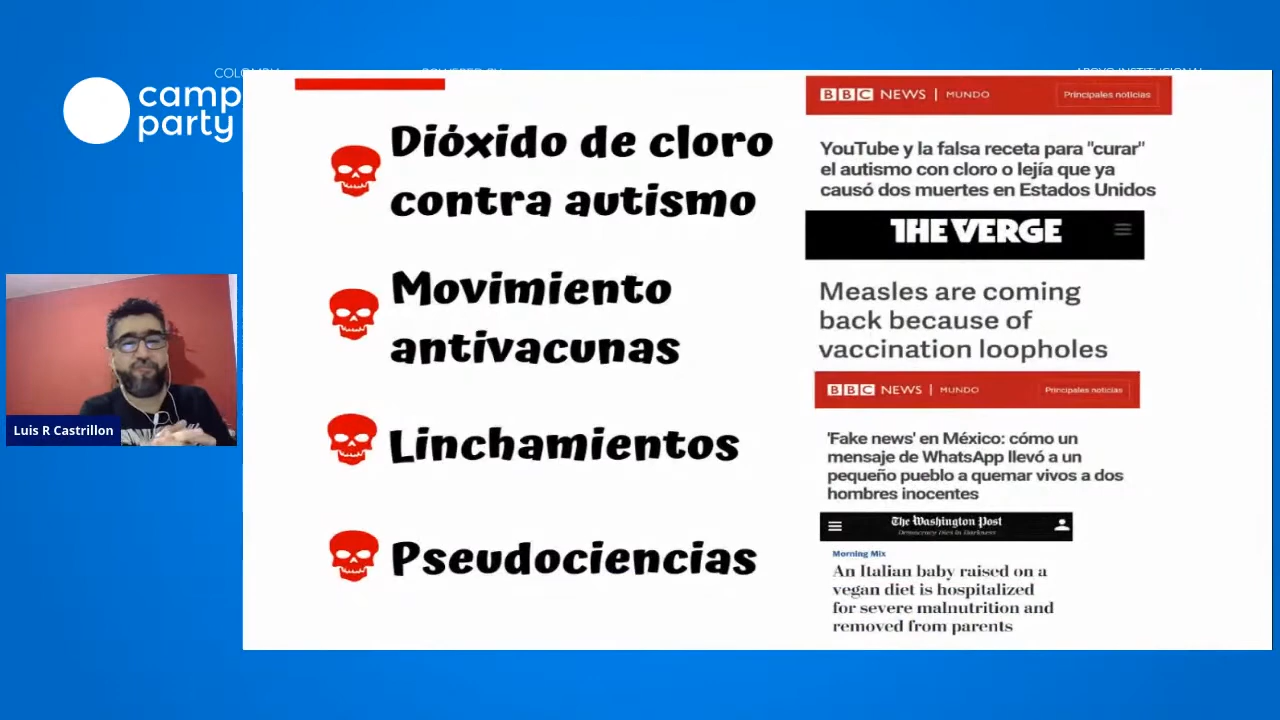 camp
party
Luis R Castrillon
Dióxido de cloro
contra autismo
Movimiento
antivacunas
Linchamientos
Pseudociencias
BBC NEWS | MUNDO
Principales noticias
YouTube y la falsa receta para "curar"
el autismo con cloro o lejía que ya
causó dos muertes en Estados Unidos
THE VERGE
Measles are coming
back because of
vaccination loopholes
BBC NEWS | MUNDO
Principales noticias
'Fake news' en México: cómo un
mensaje de WhatsApp llevó a un
pequeño pueblo a quemar vivos a dos
hombres inocentes
The Washington Post
Democracy Dies in Darkness
Morning Mix
An Italian baby raised on a
vegan diet is hospitalized
for severe malnutrition and
removed from parents